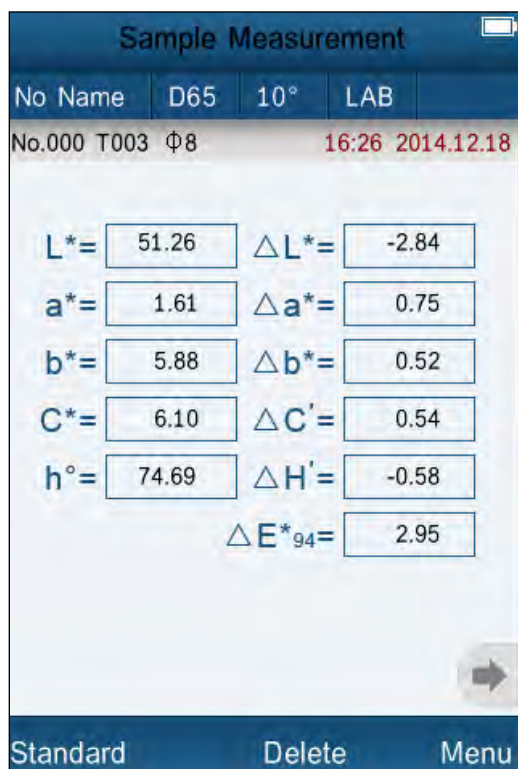 Sample Measurement
No Name D65 10° LAB
No.000 T003 Φ8 16:26 2014.12.18
L*= 51.26 △L*= -2.84
a*= 1.61 △a*= 0.75
b*= 5.88 △b*= 0.52
C*= 6.10 △C'= 0.54
h°= 74.69 △H'= -0.58
△E*94= 2.95
Standard Delete Menu